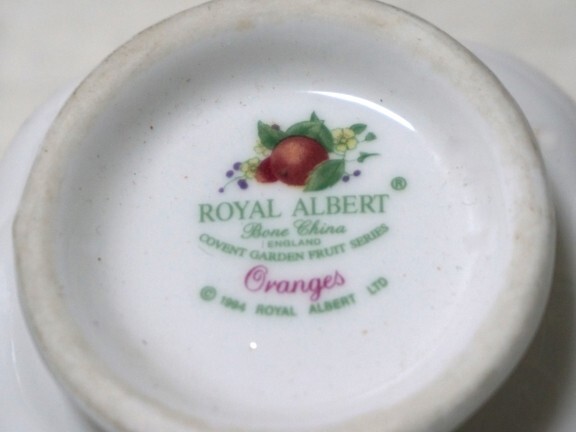 ROYAL ALBERT ®
Bone China
ENGLAND
COVENT GARDEN FRUIT SERIES
Oranges
© 1994 ROYAL ALBERT LTD